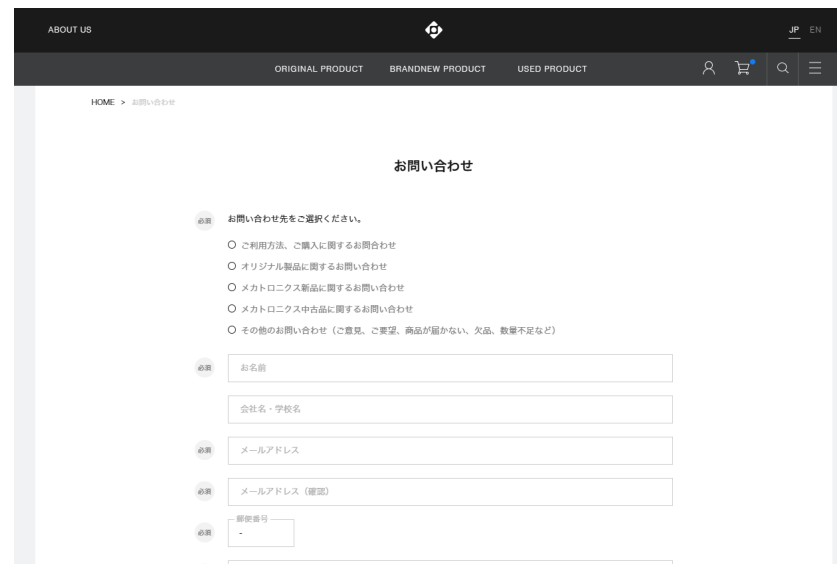 ABOUT US
JP EN
ORIGINAL PRODUCT BRANDNEW PRODUCT USED PRODUCT
HOME > お問い合わせ
お問い合わせ
必須 お問い合わせ先をご選択ください。
ご利用方法、ご購入に関するお問合わせ
オリジナル製品に関するお問い合わせ
メカトロニクス新品に関するお問い合わせ
メカトロニクス中古品に関するお問い合わせ
その他のお問い合わせ（ご意見、ご要望、商品が届かない、欠品、数量不足など）
必須 お名前
会社名・学校名
必須 メールアドレス
必須 メールアドレス（確認）
郵便番号
必須 -